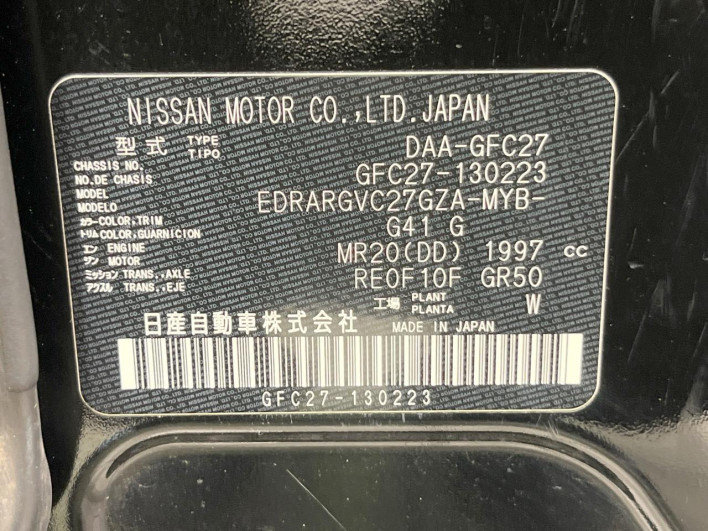 NISSAN MOTOR CO.,LTD.JAPAN
型式 TYPE TIPO DAA-GFC27
CHASSIS NO. NO.DE CHASIS GFC27-130223
MODEL MODELO EDRARGVC27GZA-MYB-
カラー COLOR,TRIM トリム COLOR,GUARNICION G41 G
エン ENGINE ジン MOTOR MR20(DD) 1997 CC
ミッション TRANS.,AXLE アクスル TRANS.,EJE RE0F10F GR50
工場 PLANT PLANTA W
日産自動車株式会社 MADE IN JAPAN
GFC27-130223